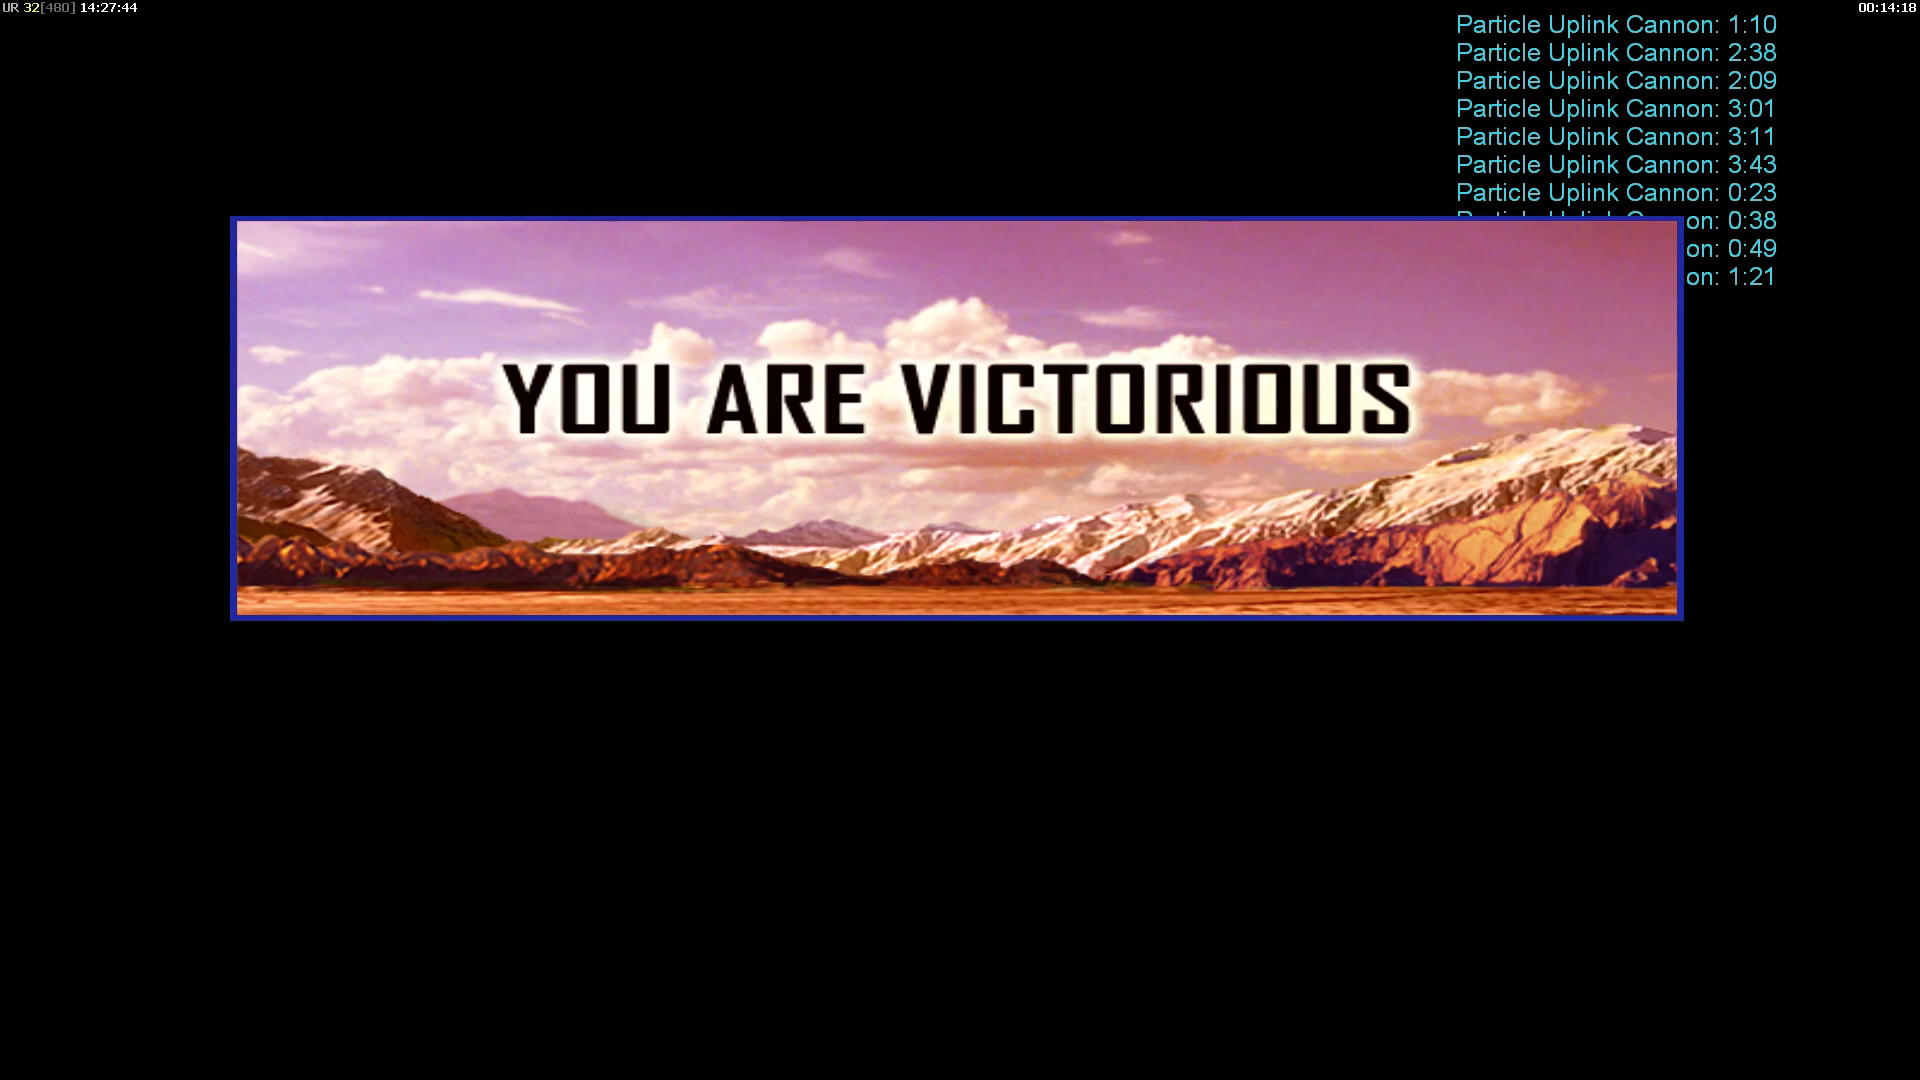 UR 32[480] 14:27:44
00:14:18
Particle Uplink Cannon: 1:10
Particle Uplink Cannon: 2:38
Particle Uplink Cannon: 2:09
Particle Uplink Cannon: 3:01
Particle Uplink Cannon: 3:11
Particle Uplink Cannon: 3:43
Particle Uplink Cannon: 0:23
on: 0:38
on: 0:49
on: 1:21
YOU ARE VICTORIOUS